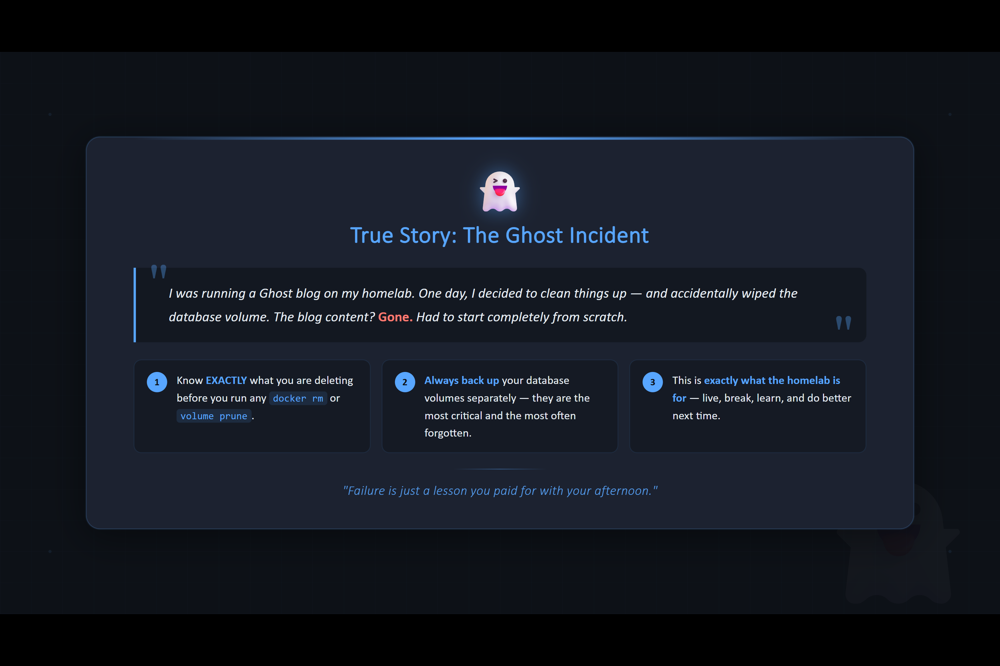 True Story: The Ghost Incident
"
I was running a Ghost blog on my homelab. One day, I decided to clean things up — and accidentally wiped the
database volume. The blog content? Gone. Had to start completely from scratch.
"
1
Know EXACTLY what you are deleting
before you run any docker rm or
volume prune.
2
Always back up your database
volumes separately — they are the
most critical and the most often
forgotten.
3
This is exactly what the homelab is
for — live, break, learn, and do better
next time.
"Failure is just a lesson you paid for with your afternoon."